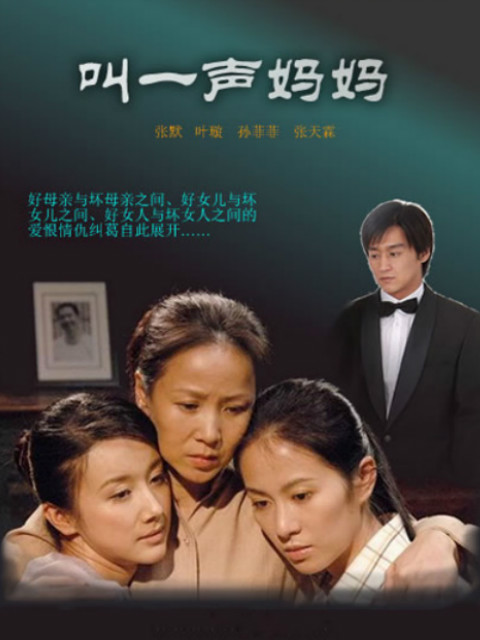 叫一声妈妈
张默 叶璇 孙菲菲 张天霖
好母亲与坏母亲之间、好女儿与坏
女儿之间、好女人与坏女人之间的
爱恨情仇纠葛自此展开……